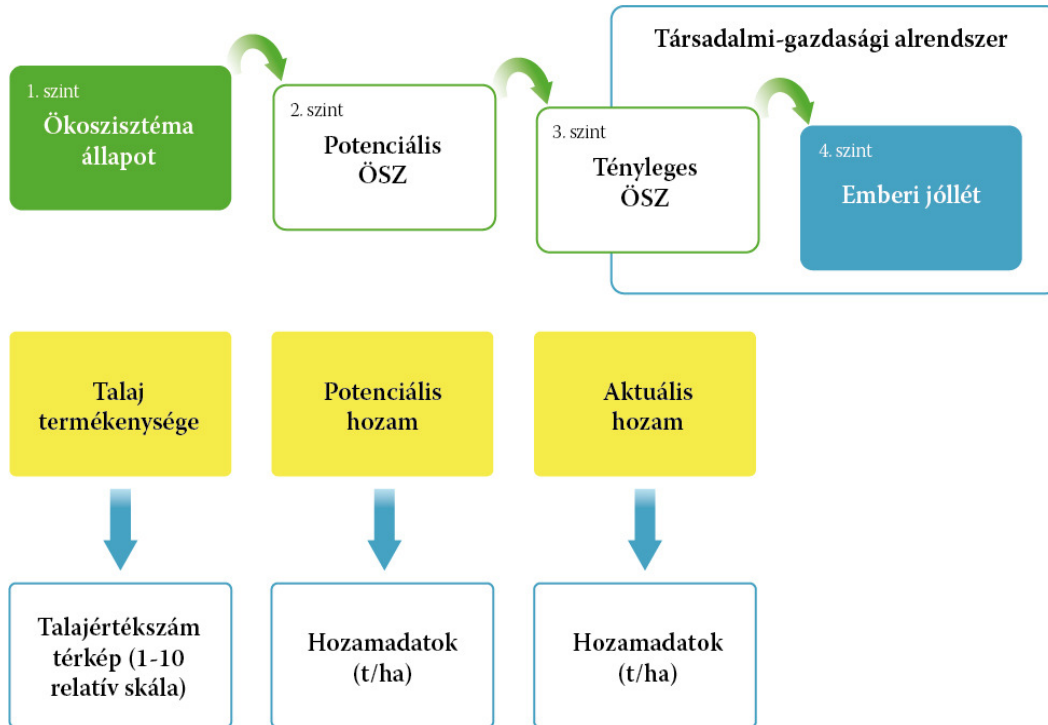 Társadalmi-gazdasági alrendszer
1. szint
Ökoszisztéma
állapot
2. szint
Potenciális
ÖSZ
3. szint
Tényleges
ÖSZ
4. szint
Emberi jóllét
Talaj
termékenysége
Potenciális
hozam
Aktuális
hozam
Talajértékszám
térkép (1-10
relatív skála)
Hozamadatok
(t/ha)
Hozamadatok
(t/ha)